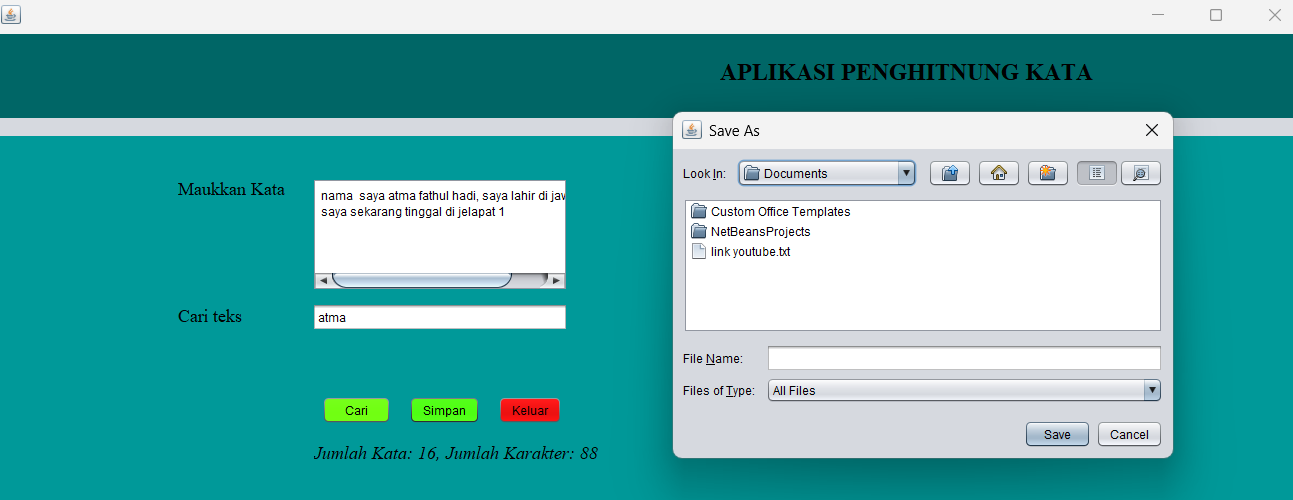 APLIKASI PENGHITNUNG KATA
Maukkan Kata
nama  saya atma fathul hadi, saya lahir di jaw
saya sekarang tinggal di jelapat 1
Cari teks
atma
Cari
Simpan
Keluar
Jumlah Kata: 16, Jumlah Karakter: 88
Save As
Look In:
Documents
Custom Office Templates
NetBeansProjects
link youtube.txt
File Name:
Files of Type:
All Files
Save
Cancel